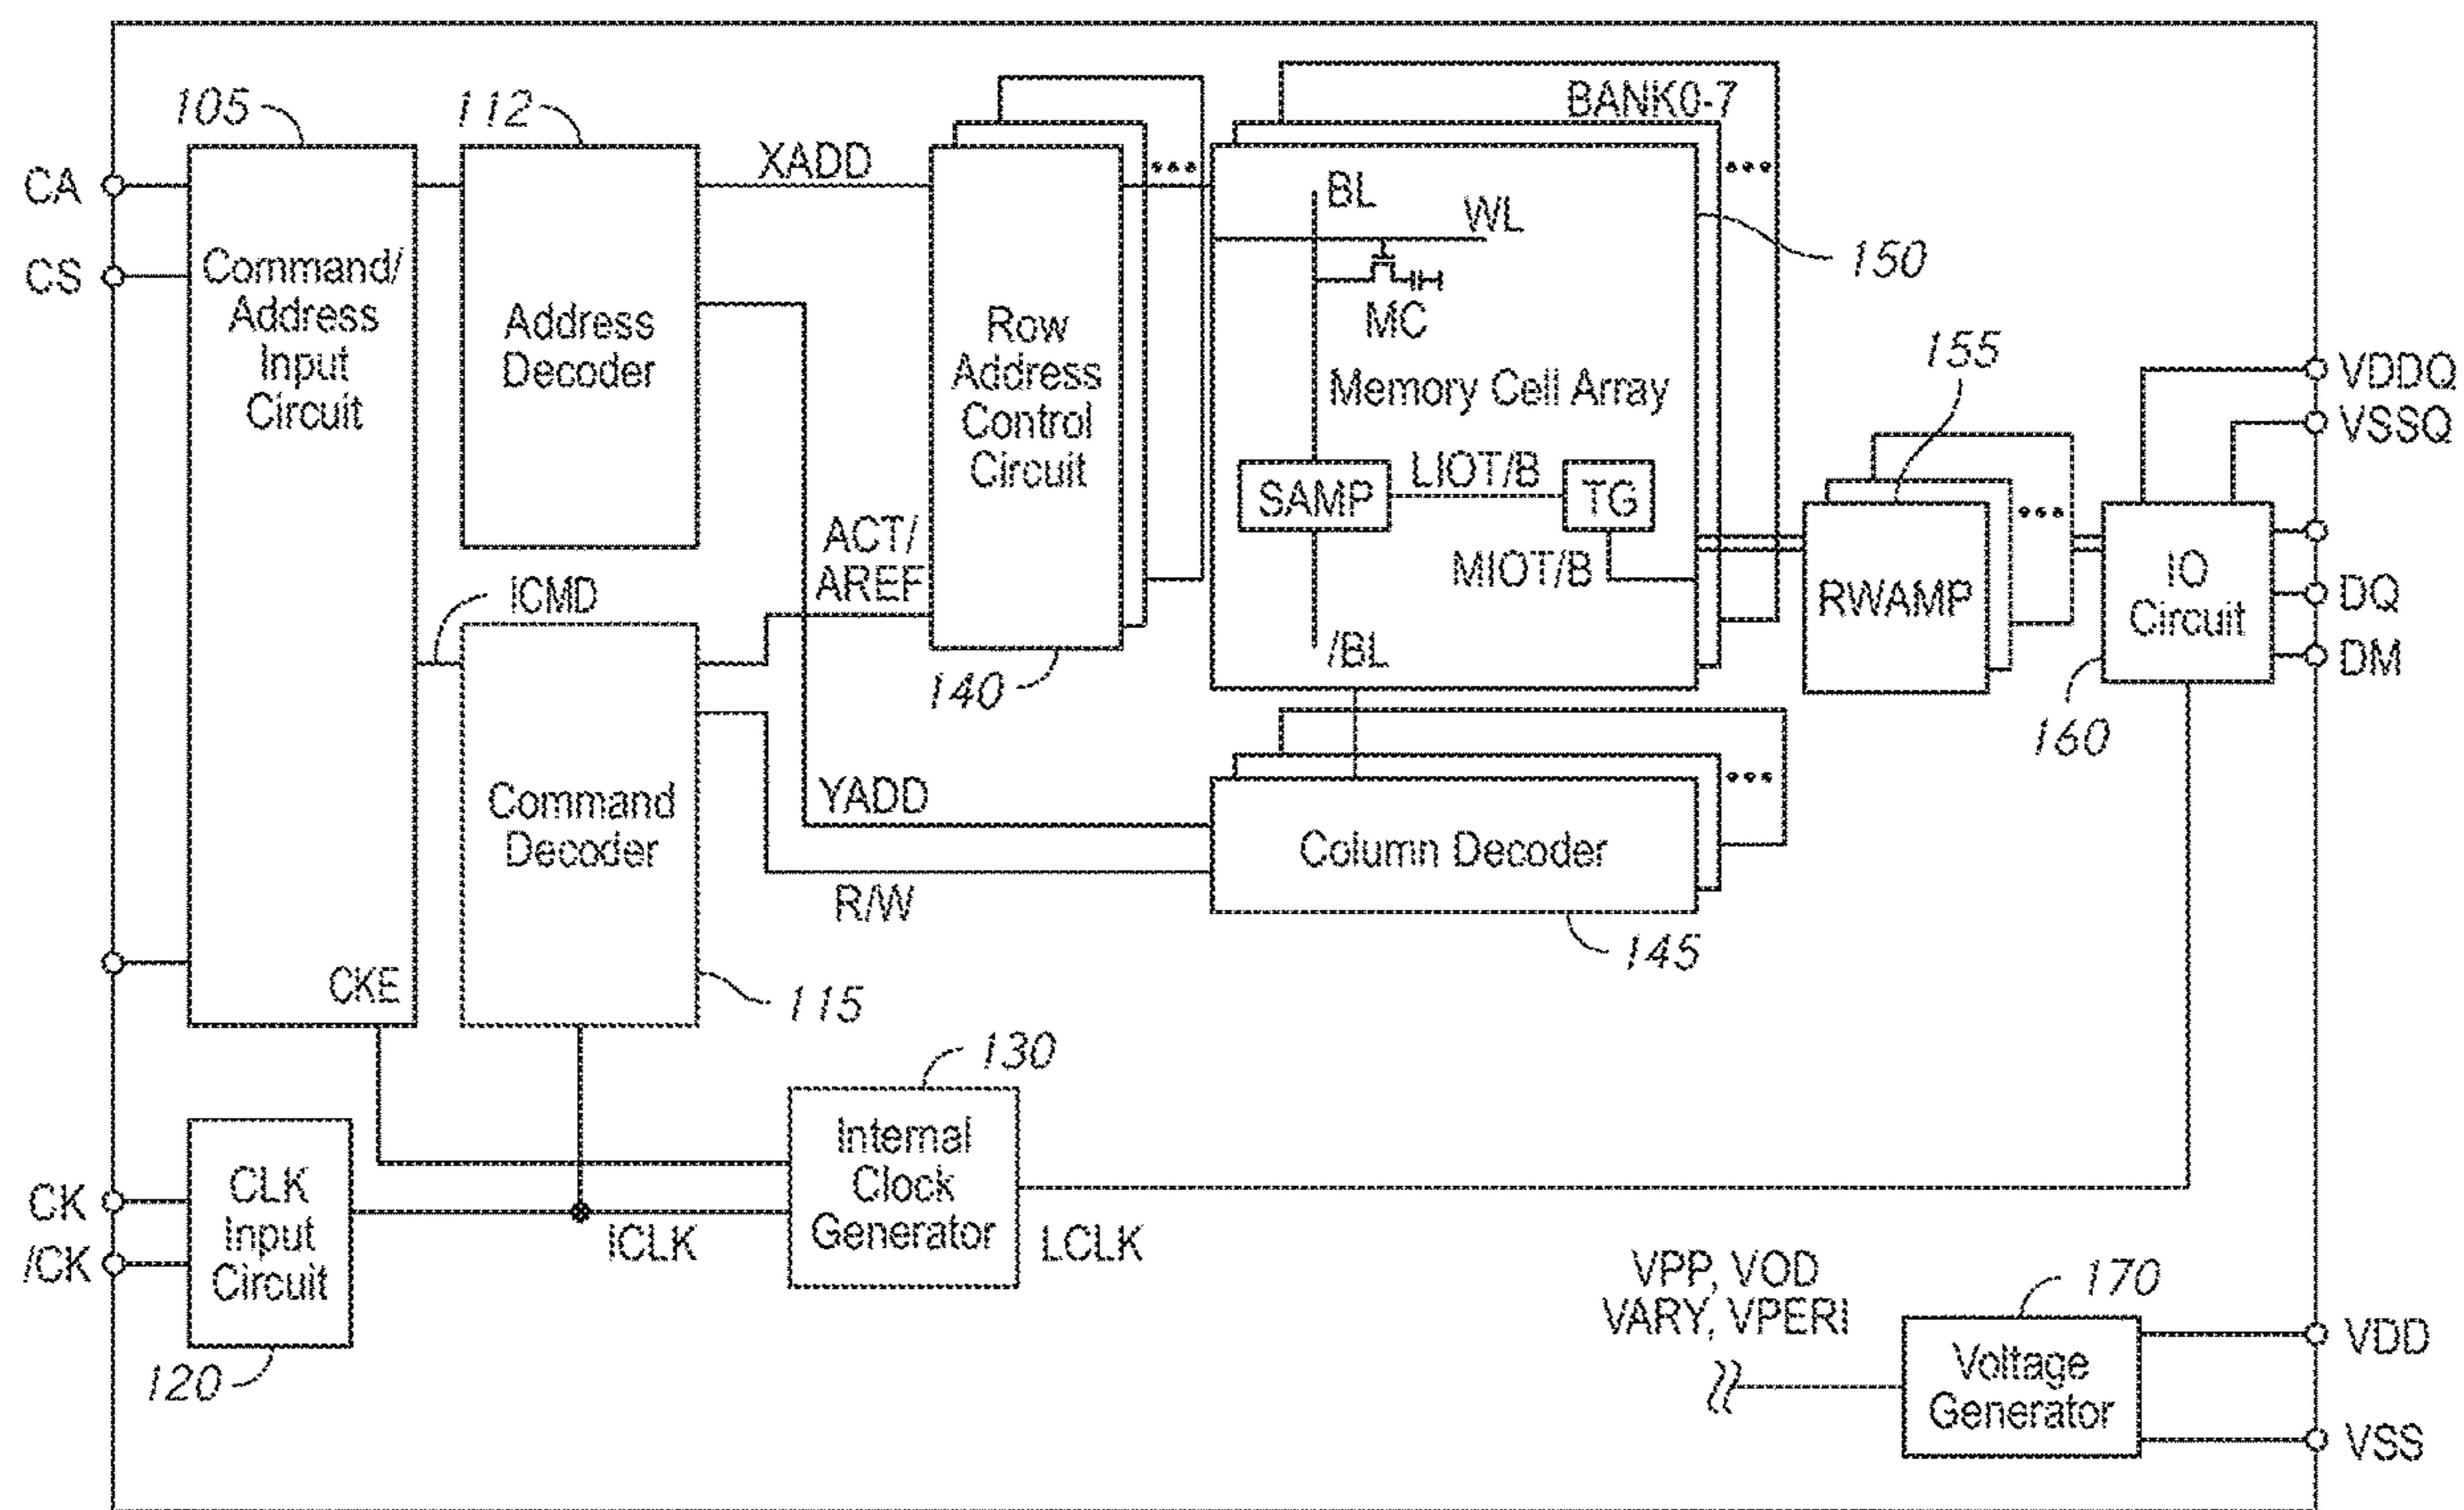 105
112
BANK0-7
CA
XADD
BL
WL
CS
Command/
Address
Input
Circuit
Address
Decoder
Row
Address
Control
Circuit
MC
150
Memory Cell Array
155
VDDQ
VSSQ
SAMP
LIOT/B
TG
ACT/
AREF
MIOT/B
ICMD
RWAMP
IO
Circuit
DQ
DM
/BL
140
160
Command
Decoder
YADD
Column Decoder
R/W
145
CKE
115
130
Internal
Clock
Generator
CK
/CK
CLK
Input
Circuit
ICLK
LCLK
120
VPP, VOD
VARY, VPERI
170
Voltage
Generator
VDD
VSS